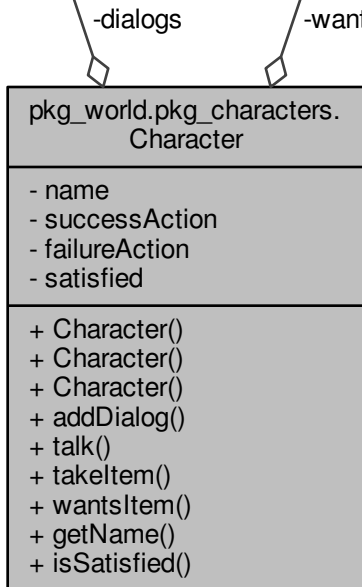 -dialogs
-want
pkg_world.pkg_characters.
Character
- name
- successAction
- failureAction
- satisfied
+ Character()
+ Character()
+ Character()
+ addDialog()
+ talk()
+ takeItem()
+ wantsItem()
+ getName()
+ isSatisfied()